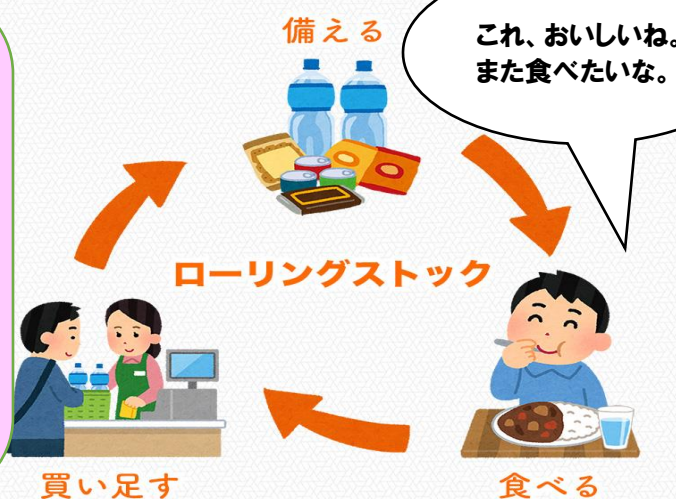 備える
これ、おいしいね。
また食べたいな。
ローリングストック
買い足す
食べる